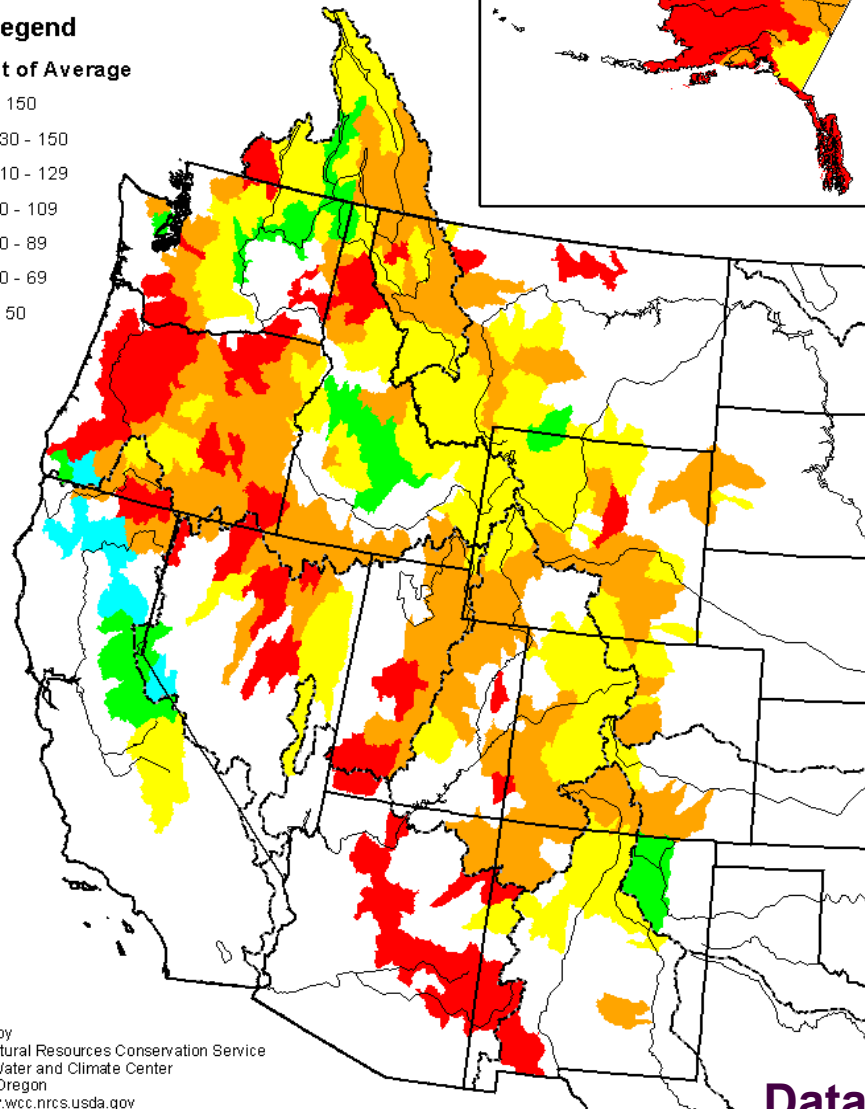 egend
t of Average
150
30 - 150
10 - 129
0 - 109
0 - 89
0 - 69
50
by
tural Resources Conservation Service
Water and Climate Center
Oregon
.wcc.nrcs.usda.gov
Data